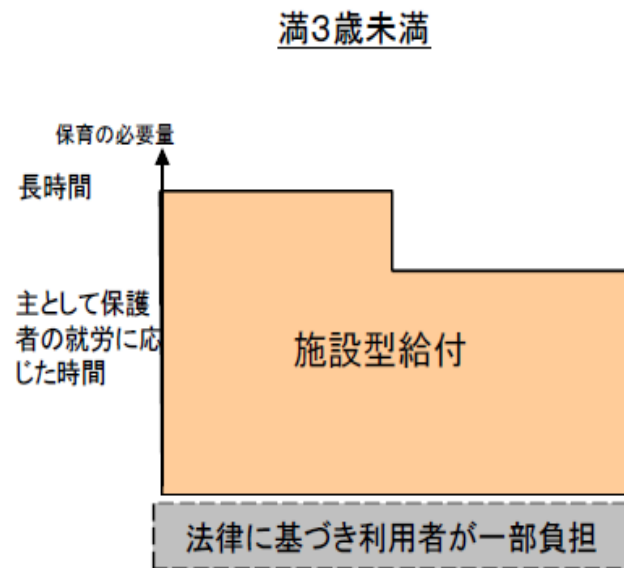 満3歳未満
保育の必要量
長時間
主として保護
者の就労に応
じた時間
施設型給付
法律に基づき利用者が一部負担